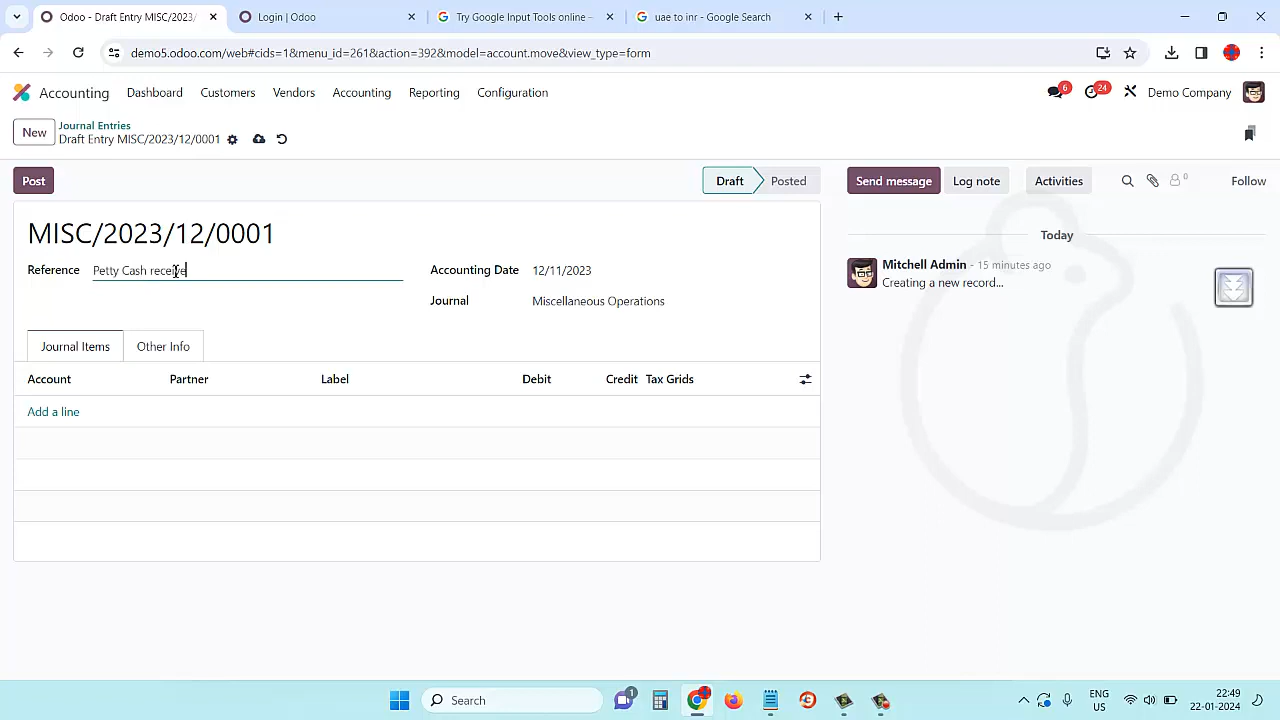 Odoo - Draft Entry MISC/2023/
Login | Odoo
Try Google Input Tools online –
uae to inr - Google Search
demo5.odoo.com/web#cids=1&menu_id=261&action=392&model=account.move&view_type=form
Accounting Dashboard Customers Vendors Accounting Reporting Configuration
6 24 Demo Company
New
Journal Entries
Draft Entry MISC/2023/12/0001
Post Draft Posted Send message Log note Activities 0 Follow
MISC/2023/12/0001
Today
Reference Petty Cash receive Accounting Date 12/11/2023
Mitchell Admin - 15 minutes ago
Creating a new record...
Journal Miscellaneous Operations
Journal Items Other Info
Account Partner Label Debit Credit Tax Grids
Add a line
Search 1
ENG
US
22:49
22-01-2024